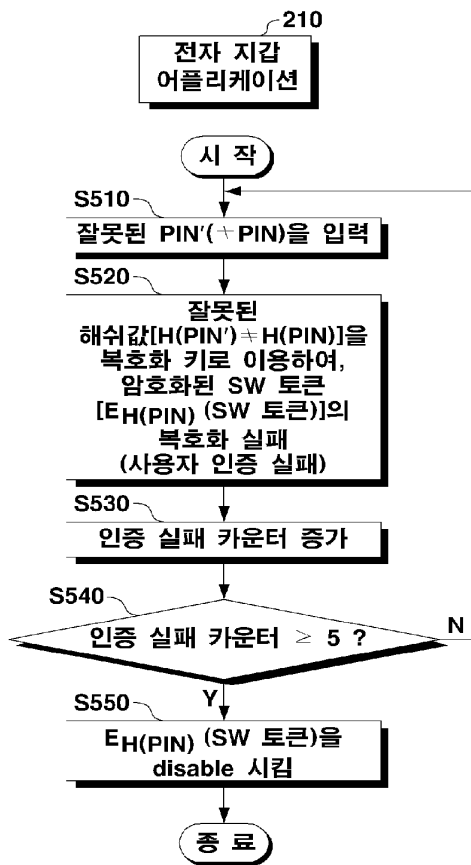 210
전자 지갑
어플리케이션
시 작
S510
잘못된 PIN'(≠PIN)을 입력
S520
잘못된
해쉬값[H(PIN')≠H(PIN)]을
복호화 키로 이용하여,
암호화된 SW 토큰
[EH(PIN) (SW 토큰)]의
복호화 실패
(사용자 인증 실패)
S530
인증 실패 카운터 증가
S540
인증 실패 카운터 ≥ 5 ?
N
Y
S550
EH(PIN) (SW 토큰)을
disable 시킴
종 료